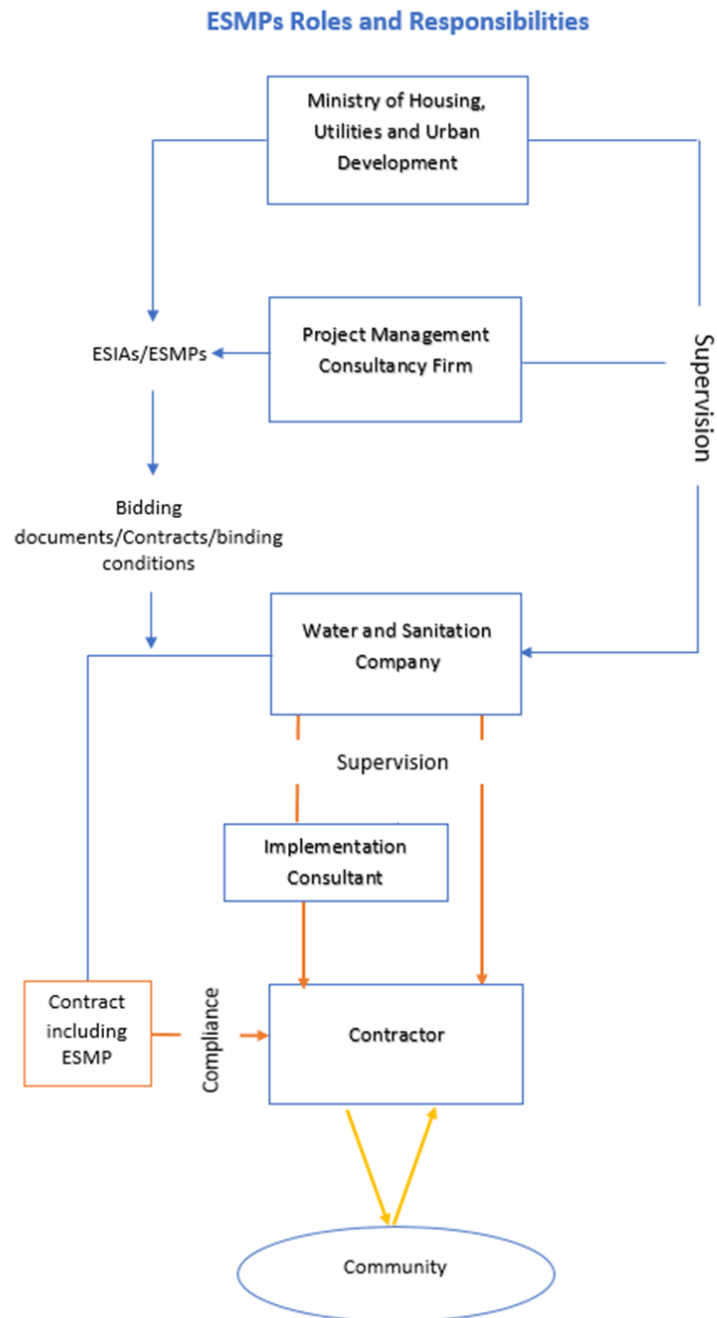 ESMPs Roles and Responsibilities
Ministry of Housing,
Utilities and Urban
Development
ESIAs/ESMPs
Project Management
Consultancy Firm
Supervision
Bidding
documents/Contracts/binding
conditions
Water and Sanitation
Company
Supervision
Implementation
Consultant
Contract
including
ESMP
Compliance
Contractor
Community